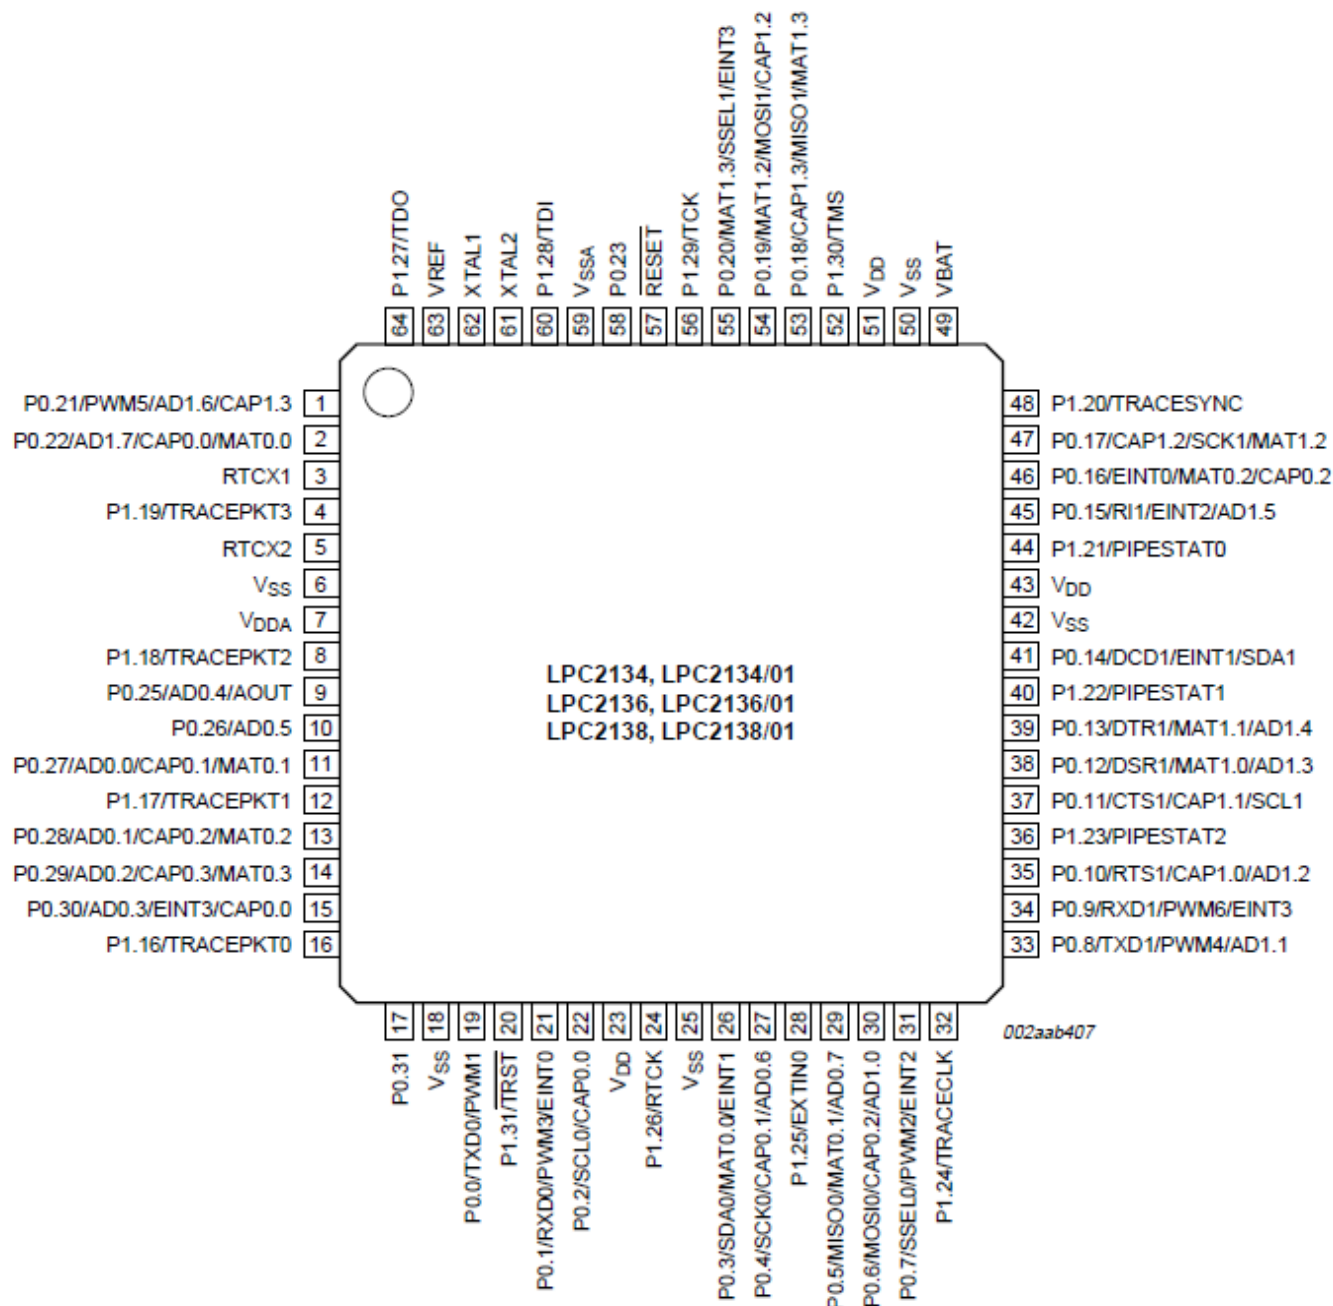 P1.27/TDO
VREF
XTAL1
XTAL2
P1.28/TDI
VSSA
P0.23
RESET
P1.29/TCK
P0.20/MAT1.3/SSEL1/EINT3
P0.19/MAT1.2/MOSI1/CAP1.2
P0.18/CAP1.3/MISO1/MAT1.3
P1.30/TMS
VDD
VSS
VBAT
64 63 62 61 60 59 58 57 56 55 54 53 52 51 50 49
P0.21/PWM5/AD1.6/CAP1.3 1
P0.22/AD1.7/CAP0.0/MAT0.0 2
RTCX1 3
P1.19/TRACEPKT3 4
RTCX2 5
VSS 6
VDDA 7
P1.18/TRACEPKT2 8
P0.25/AD0.4/AOUT 9
P0.26/AD0.5 10
P0.27/AD0.0/CAP0.1/MAT0.1 11
P1.17/TRACEPKT1 12
P0.28/AD0.1/CAP0.2/MAT0.2 13
P0.29/AD0.2/CAP0.3/MAT0.3 14
P0.30/AD0.3/EINT3/CAP0.0 15
P1.16/TRACEPKT0 16
LPC2134, LPC2134/01
LPC2136, LPC2136/01
LPC2138, LPC2138/01
48 P1.20/TRACESYNC
47 P0.17/CAP1.2/SCK1/MAT1.2
46 P0.16/EINT0/MAT0.2/CAP0.2
45 P0.15/RI1/EINT2/AD1.5
44 P1.21/PIPESTAT0
43 VDD
42 VSS
41 P0.14/DCD1/EINT1/SDA1
40 P1.22/PIPESTAT1
39 P0.13/DTR1/MAT1.1/AD1.4
38 P0.12/DSR1/MAT1.0/AD1.3
37 P0.11/CTS1/CAP1.1/SCL1
36 P1.23/PIPESTAT2
35 P0.10/RTS1/CAP1.0/AD1.2
34 P0.9/RXD1/PWM6/EINT3
33 P0.8/TXD1/PWM4/AD1.1
17 18 19 20 21 22 23 24 25 26 27 28 29 30 31 32
P0.31
VSS
P0.0/TXD0/PWM1
P1.31/TRST
P0.1/RXD0/PWM3/EINT0
P0.2/SCL0/CAP0.0
VDD
P1.26/RTCK
VSS
P0.3/SDA0/MAT0.0/EINT1
P0.4/SCK0/CAP0.1/AD0.6
P1.25/EXTIN0
P0.5/MISO0/MAT0.1/AD0.7
P0.6/MOSI0/CAP0.2/AD1.0
P0.7/SSEL0/PWM2/EINT2
P1.24/TRACECLK
002aab407